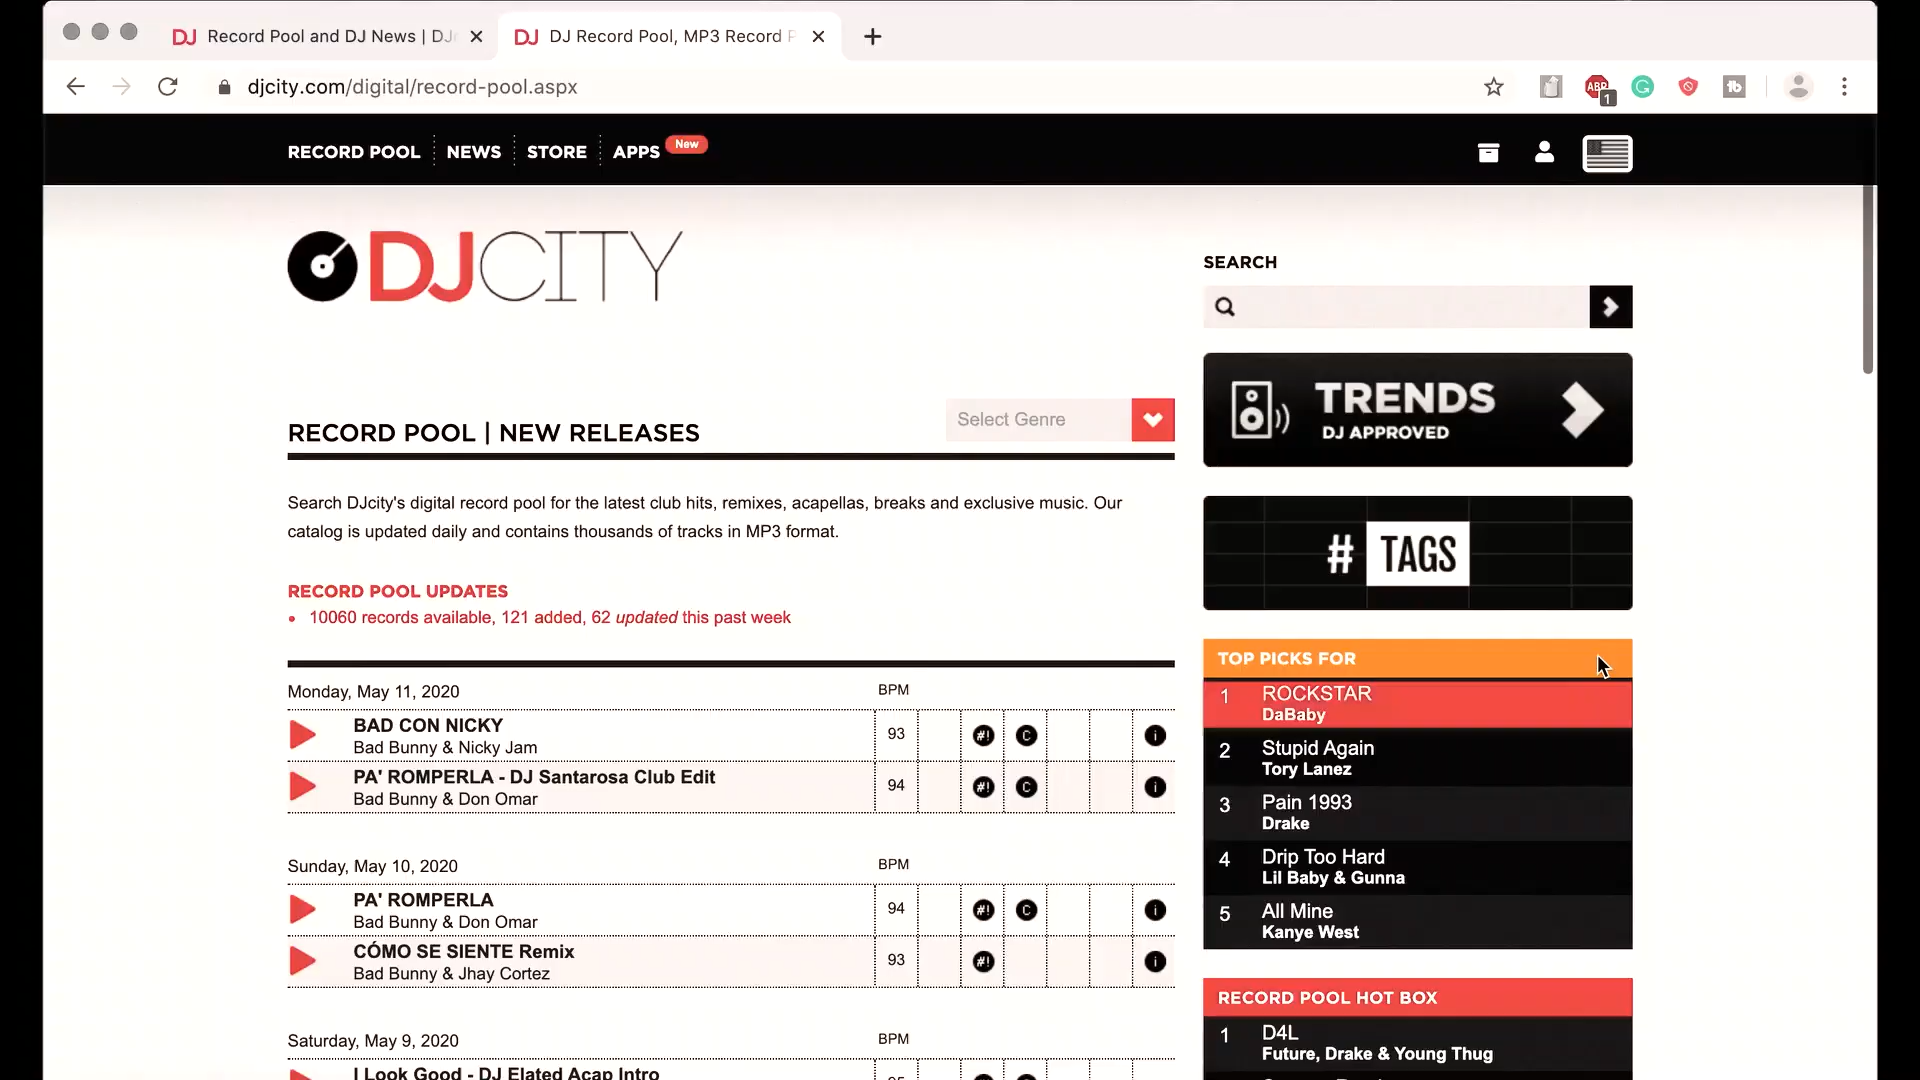 DJ Record Pool and DJ News | DJ
DJ DJ Record Pool, MP3 Record
djcity.com/digital/record-pool.aspx
ABP
1
G
tb
RECORD POOL
NEWS
STORE
APPS
New
DJCITY
SEARCH
TRENDS
DJ APPROVED
# TAGS
RECORD POOL | NEW RELEASES
Select Genre
Search DJcity's digital record pool for the latest club hits, remixes, acapellas, breaks and exclusive music. Our
catalog is updated daily and contains thousands of tracks in MP3 format.
RECORD POOL UPDATES
• 10060 records available, 121 added, 62 updated this past week
Monday, May 11, 2020 BPM
BAD CON NICKY
Bad Bunny & Nicky Jam
93 #! C i
PA' ROMPERLA - DJ Santarosa Club Edit
Bad Bunny & Don Omar
94 #! C i
Sunday, May 10, 2020 BPM
PA' ROMPERLA
Bad Bunny & Don Omar
94 #! C i
CÓMO SE SIENTE Remix
Bad Bunny & Jhay Cortez
93 #! i
Saturday, May 9, 2020 BPM
I Look Good - DJ Elated Acap Intro
TOP PICKS FOR
1 ROCKSTAR
DaBaby
2 Stupid Again
Tory Lanez
3 Pain 1993
Drake
4 Drip Too Hard
Lil Baby & Gunna
5 All Mine
Kanye West
RECORD POOL HOT BOX
1 D4L
Future, Drake & Young Thug